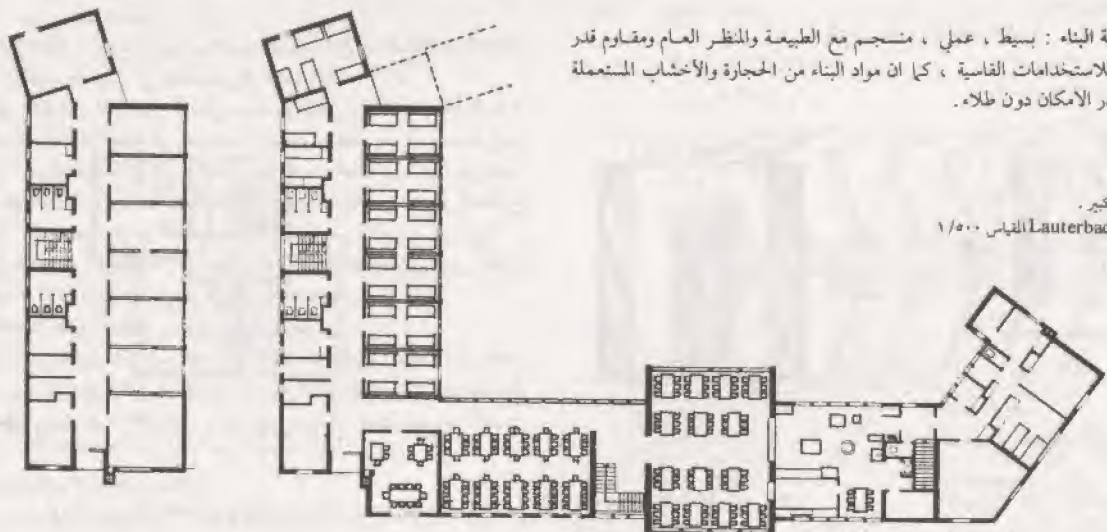 ة البناء : بسيط ، عملي ، منسجم مع الطبيعة والمنظر العام ومقاوم قدر
للاستخدامات القاسية ، كما ان مواد البناء من الحجارة والأخشاب المستعملة
ر الامكان دون طلاء .
كبير .
Lauterbac المقياس ١/٥٠٠